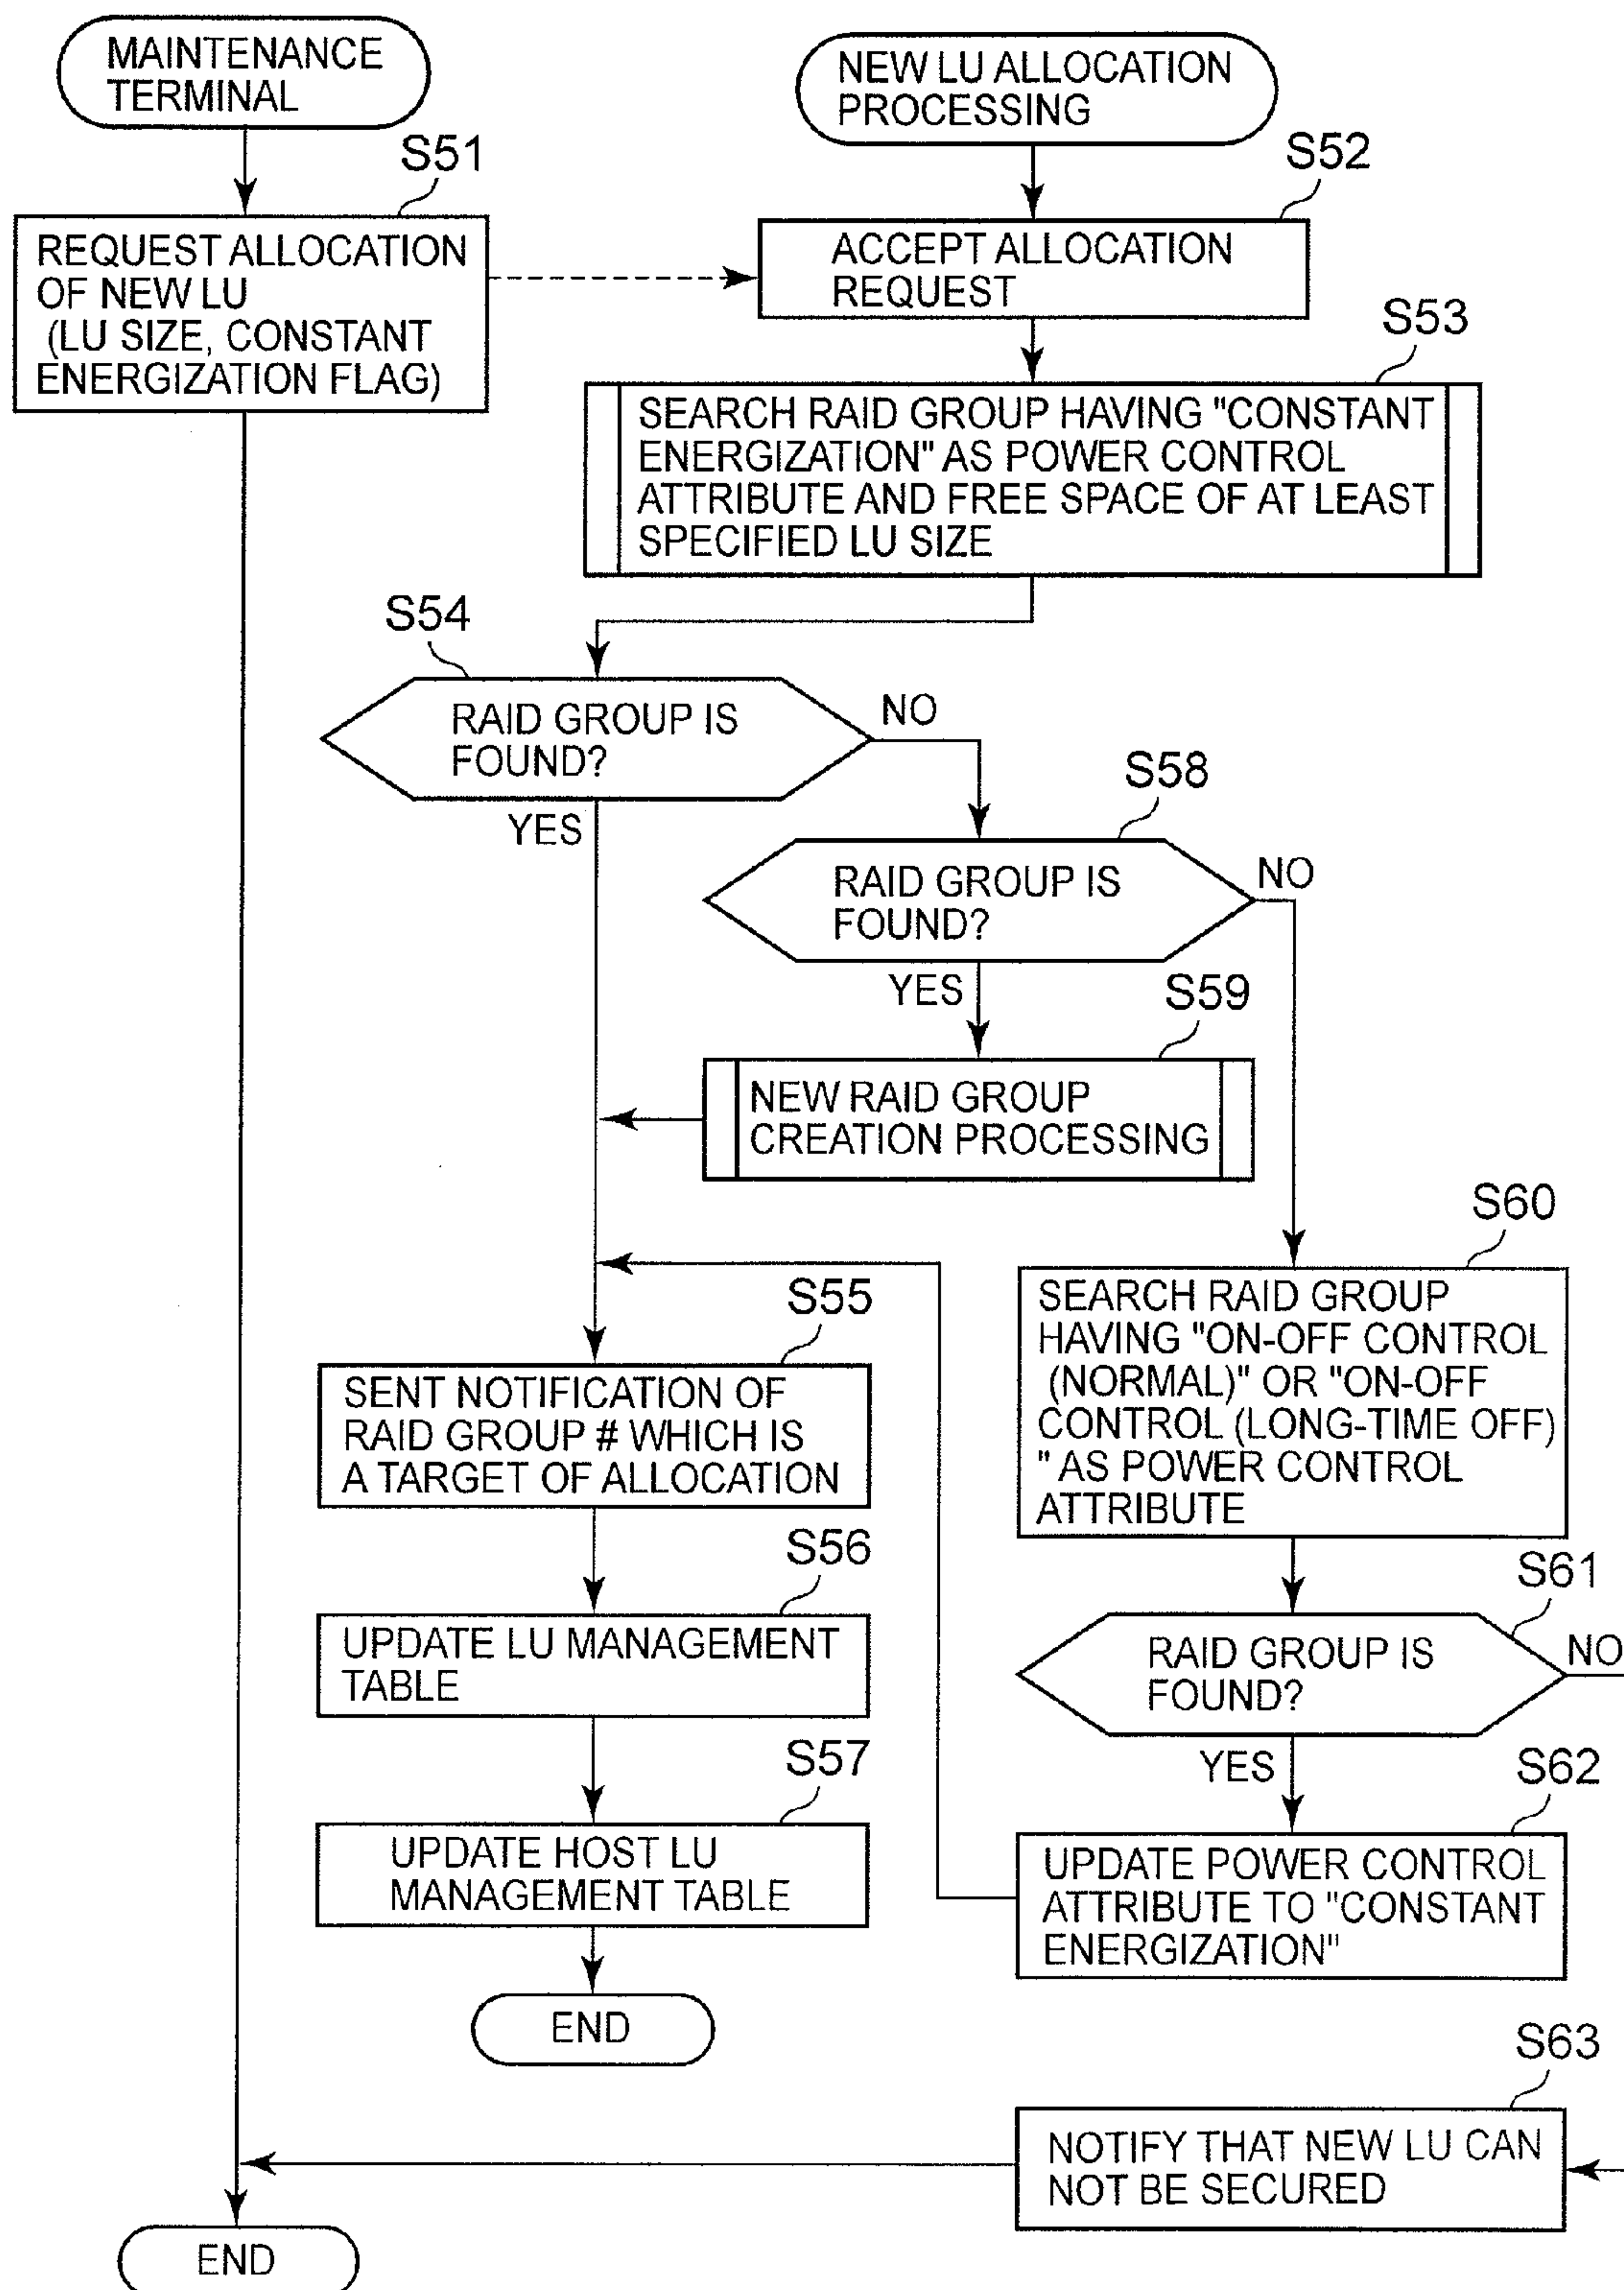 MAINTENANCE
TERMINAL
NEW LU ALLOCATION
PROCESSING
S51
S52
REQUEST ALLOCATION
OF NEW LU
(LU SIZE, CONSTANT
ENERGIZATION FLAG)
ACCEPT ALLOCATION
REQUEST
S53
SEARCH RAID GROUP HAVING "CONSTANT
ENERGIZATION" AS POWER CONTROL
ATTRIBUTE AND FREE SPACE OF AT LEAST
SPECIFIED LU SIZE
S54
RAID GROUP IS
FOUND?
NO
YES
S58
RAID GROUP IS
FOUND?
NO
YES
S59
NEW RAID GROUP
CREATION PROCESSING
S60
SEARCH RAID GROUP
HAVING "ON-OFF CONTROL
(NORMAL)" OR "ON-OFF
CONTROL (LONG-TIME OFF)
" AS POWER CONTROL
ATTRIBUTE
S55
SENT NOTIFICATION OF
RAID GROUP # WHICH IS
A TARGET OF ALLOCATION
S56
UPDATE LU MANAGEMENT
TABLE
S61
RAID GROUP IS
FOUND?
NO
YES
S57
UPDATE HOST LU
MANAGEMENT TABLE
S62
UPDATE POWER CONTROL
ATTRIBUTE TO "CONSTANT
ENERGIZATION"
END
S63
NOTIFY THAT NEW LU CAN
NOT BE SECURED
END